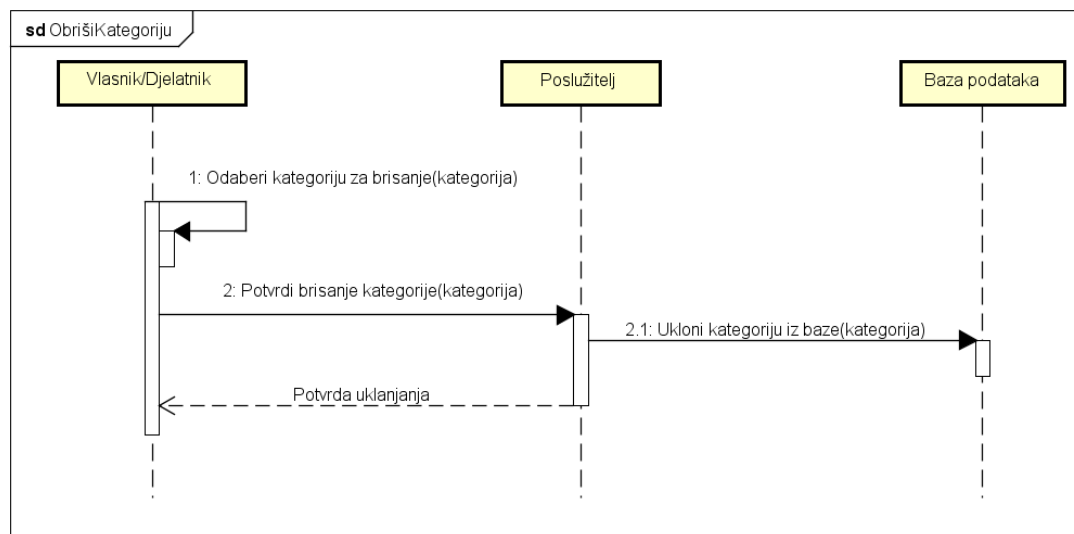 sd ObrišiKategoriju
Vlasnik/Djelatnik
Poslužitelj
Baza podataka
1: Odaberi kategoriju za brisanje(kategorija)
2: Potvrdi brisanje kategorije(kategorija)
2.1: Ukloni kategoriju iz baze(kategorija)
Potvrda uklanjanja